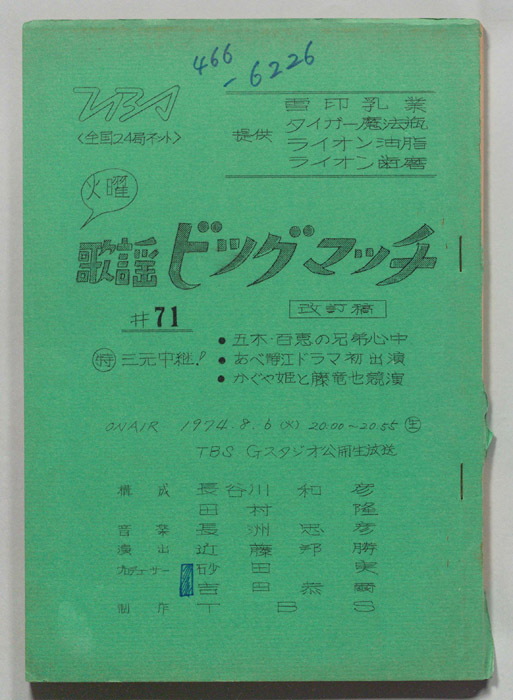 466
-6226
TBS
〈全国24局ネット〉
提供
雪印乳業
タイガー魔法瓶
ライオン油脂
ライオン歯磨
火曜
歌謡ビッグマッチ
改訂稿
#71
特 三元中継!
● 五木・百恵の兄弟心中
● あべ静江ドラマ初出演
● かぐや姫と藤竜也競演
ON AIR 1974.8.6(火) 20:00~20:55 生
TBS Gスタジオ公開生放送
構成 長谷川和彦
田村隆
音楽 長洲忠彦
演出 近藤邦勝
プロデューサー 砂田実
吉田恭爾
制作 TBS